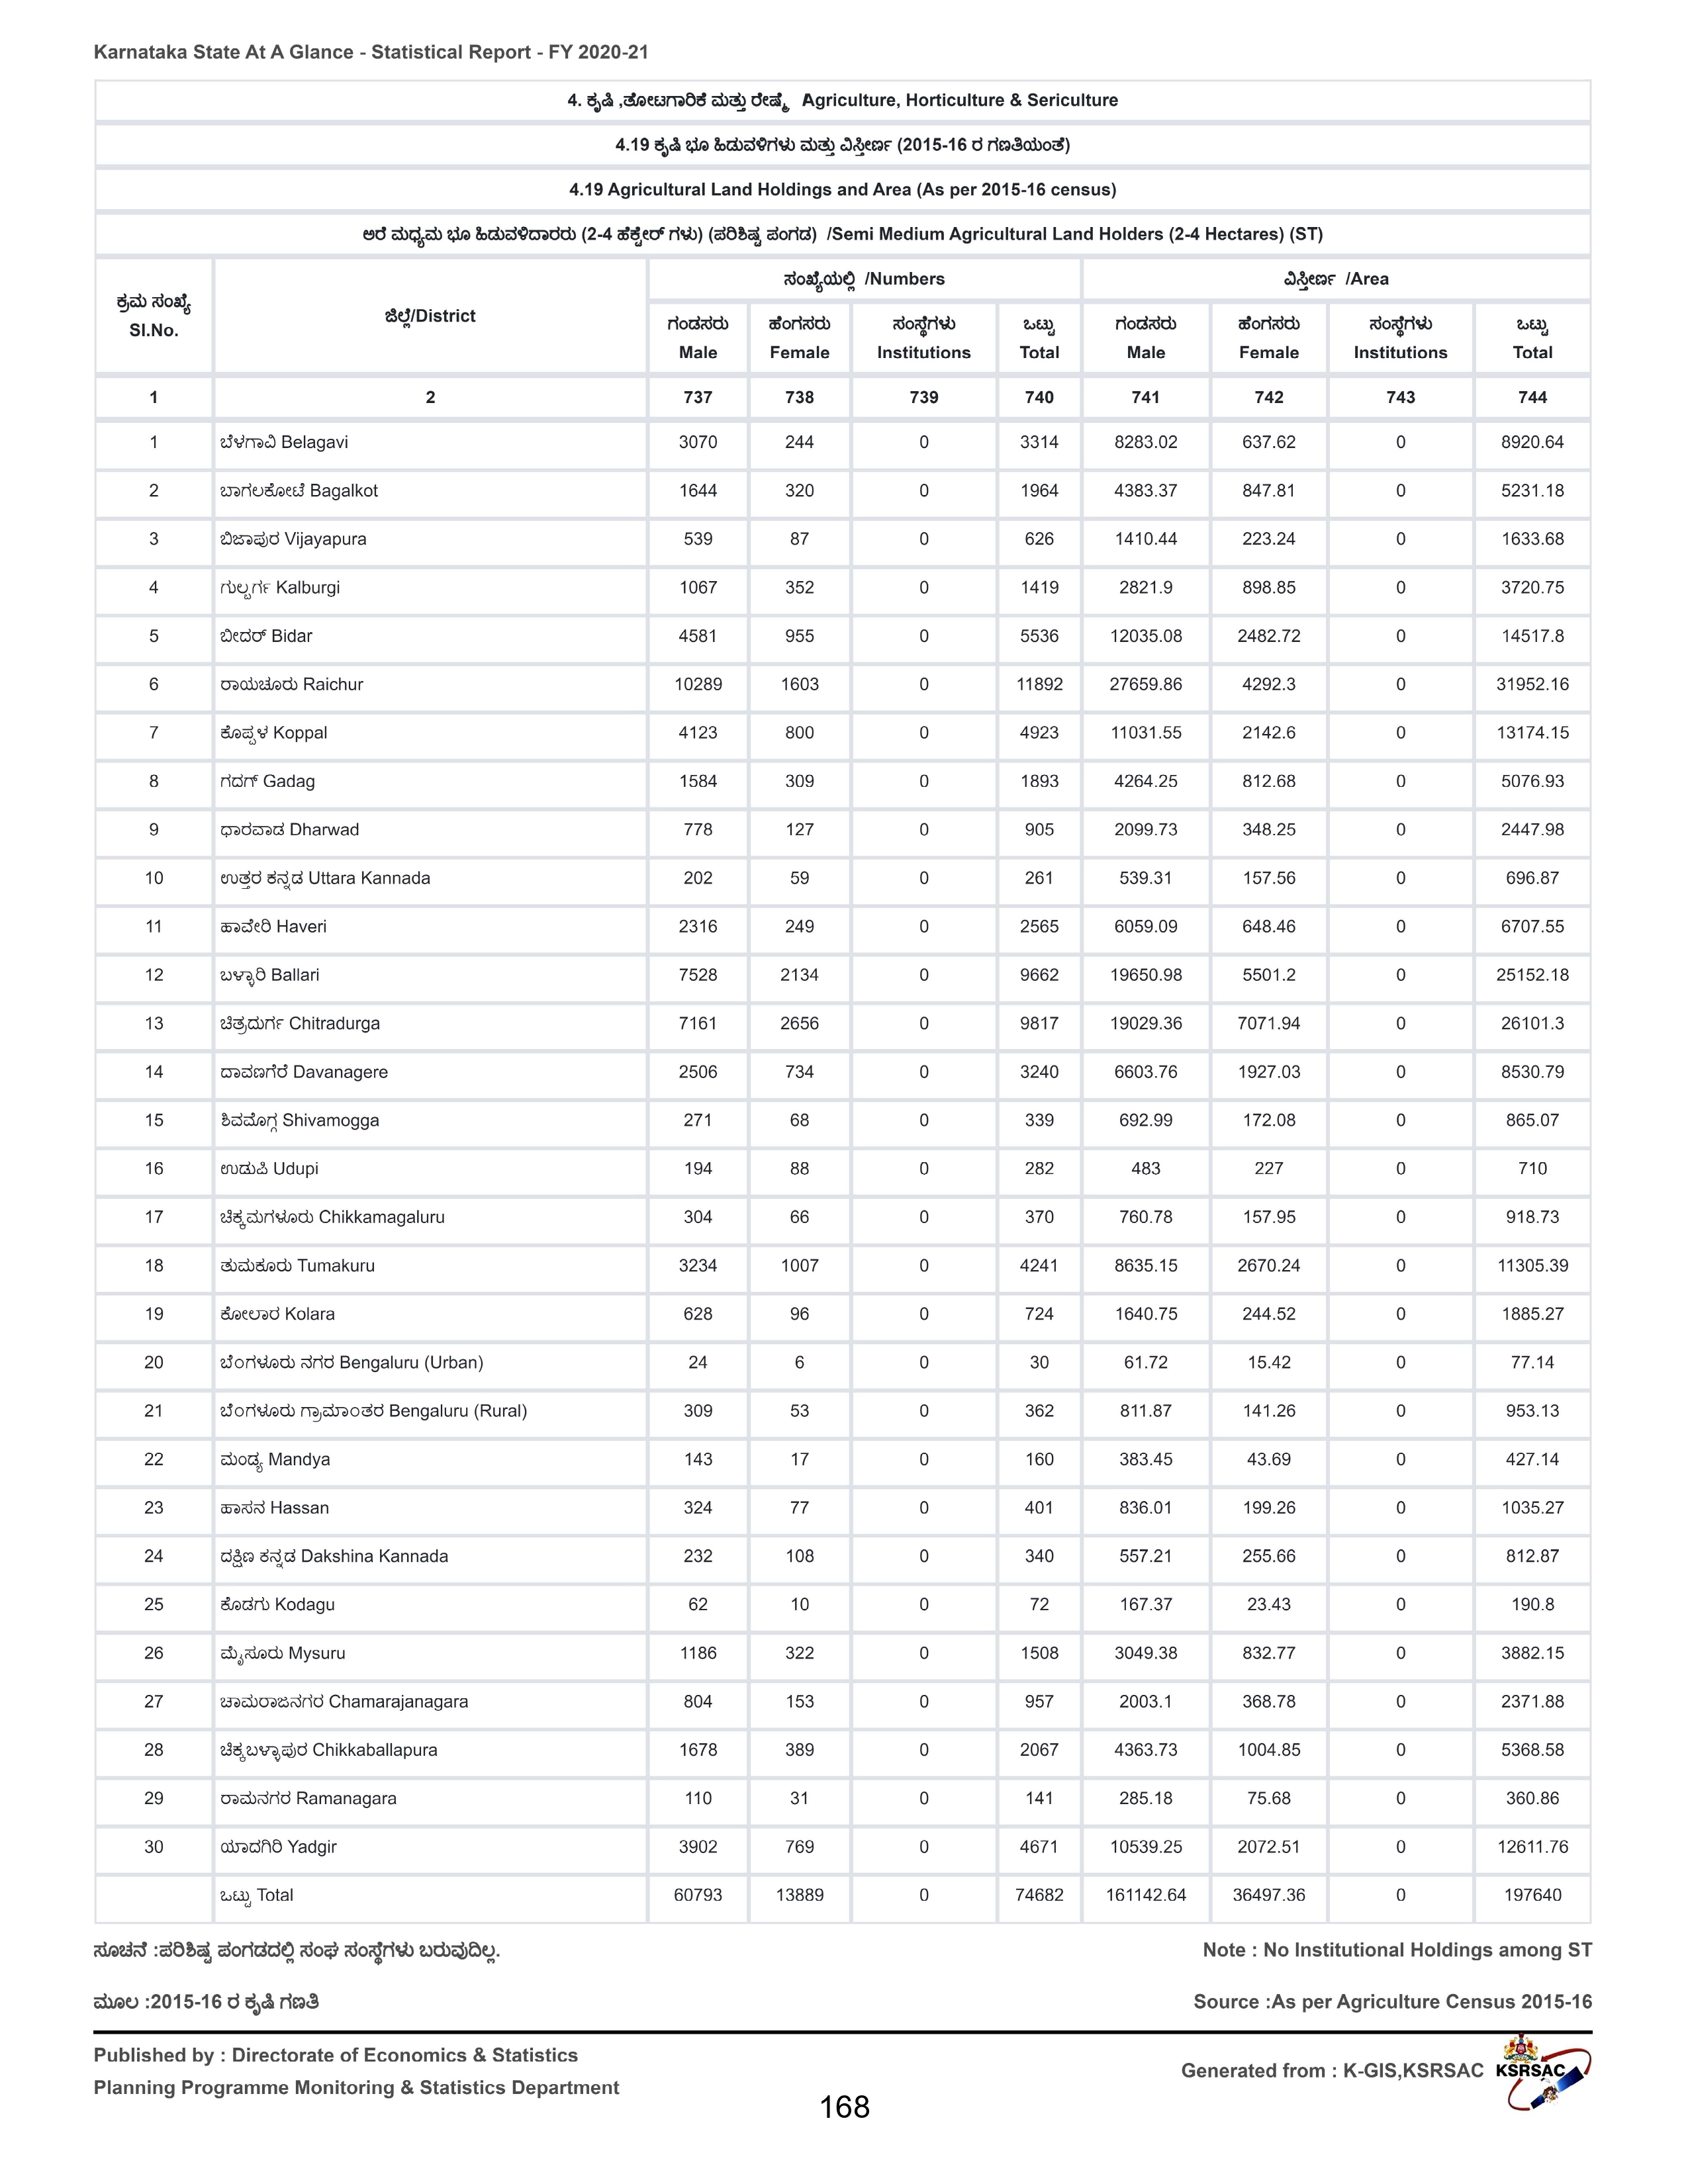 Karnataka State At A Glance - Statistical Report - FY 2020-21
4. ಕೃಷಿ ,ತೋಟಗಾರಿಕೆ ಮತ್ತು ರೇಷ್ಮೆ Agriculture, Horticulture & Sericulture
4.19 ಕೃಷಿ ಭೂ ಹಿಡುವಳಿಗಳು ಮತ್ತು ವಿಸ್ತೀರ್ಣ (2015-16 ರ ಗಣತಿಯಂತೆ)
4.19 Agricultural Land Holdings and Area (As per 2015-16 census)
ಅರೆ ಮಧ್ಯಮ ಭೂ ಹಿಡುವಳಿದಾರರು (2-4 ಹೆಕ್ಟೇರ್ ಗಳು) (ಪರಿಶಿಷ್ಟ ಪಂಗಡ) /Semi Medium Agricultural Land Holders (2-4 Hectares) (ST)
ಕ್ರಮ ಸಂಖ್ಯೆ Sl.No. ಜಿಲ್ಲೆ/District ಸಂಖ್ಯೆಯಲ್ಲಿ /Numbers ವಿಸ್ತೀರ್ಣ /Area
ಗಂಡಸರು ಹೆಂಗಸರು ಸಂಸ್ಥೆಗಳು ಒಟ್ಟು ಗಂಡಸರು ಹೆಂಗಸರು ಸಂಸ್ಥೆಗಳು ಒಟ್ಟು
Male Female Institutions Total Male Female Institutions Total
1 2 737 738 739 740 741 742 743 744
1 ಬೆಳಗಾವಿ Belagavi 3070 244 0 3314 8283.02 637.62 0 8920.64
2 ಬಾಗಲಕೋಟೆ Bagalkot 1644 320 0 1964 4383.37 847.81 0 5231.18
3 ಬಿಜಾಪುರ Vijayapura 539 87 0 626 1410.44 223.24 0 1633.68
4 ಗುಲ್ಬರ್ಗ Kalburgi 1067 352 0 1419 2821.9 898.85 0 3720.75
5 ಬೀದರ್ Bidar 4581 955 0 5536 12035.08 2482.72 0 14517.8
6 ರಾಯಚೂರು Raichur 10289 1603 0 11892 27659.86 4292.3 0 31952.16
7 ಕೊಪ್ಪಳ Koppal 4123 800 0 4923 11031.55 2142.6 0 13174.15
8 ಗದಗ್ Gadag 1584 309 0 1893 4264.25 812.68 0 5076.93
9 ಧಾರವಾಡ Dharwad 778 127 0 905 2099.73 348.25 0 2447.98
10 ಉತ್ತರ ಕನ್ನಡ Uttara Kannada 202 59 0 261 539.31 157.56 0 696.87
11 ಹಾವೇರಿ Haveri 2316 249 0 2565 6059.09 648.46 0 6707.55
12 ಬಳ್ಳಾರಿ Ballari 7528 2134 0 9662 19650.98 5501.2 0 25152.18
13 ಚಿತ್ರದುರ್ಗ Chitradurga 7161 2656 0 9817 19029.36 7071.94 0 26101.3
14 ದಾವಣಗೆರೆ Davanagere 2506 734 0 3240 6603.76 1927.03 0 8530.79
15 ಶಿವಮೊಗ್ಗ Shivamogga 271 68 0 339 692.99 172.08 0 865.07
16 ಉಡುಪಿ Udupi 194 88 0 282 483 227 0 710
17 ಚಿಕ್ಕಮಗಳೂರು Chikkamagaluru 304 66 0 370 760.78 157.95 0 918.73
18 ತುಮಕೂರು Tumakuru 3234 1007 0 4241 8635.15 2670.24 0 11305.39
19 ಕೋಲಾರ Kolara 628 96 0 724 1640.75 244.52 0 1885.27
20 ಬೆಂಗಳೂರು ನಗರ Bengaluru (Urban) 24 6 0 30 61.72 15.42 0 77.14
21 ಬೆಂಗಳೂರು ಗ್ರಾಮಾಂತರ Bengaluru (Rural) 309 53 0 362 811.87 141.26 0 953.13
22 ಮಂಡ್ಯ Mandya 143 17 0 160 383.45 43.69 0 427.14
23 ಹಾಸನ Hassan 324 77 0 401 836.01 199.26 0 1035.27
24 ದಕ್ಷಿಣ ಕನ್ನಡ Dakshina Kannada 232 108 0 340 557.21 255.66 0 812.87
25 ಕೊಡಗು Kodagu 62 10 0 72 167.37 23.43 0 190.8
26 ಮೈಸೂರು Mysuru 1186 322 0 1508 3049.38 832.77 0 3882.15
27 ಚಾಮರಾಜನಗರ Chamarajanagara 804 153 0 957 2003.1 368.78 0 2371.88
28 ಚಿಕ್ಕಬಳ್ಳಾಪುರ Chikkaballapura 1678 389 0 2067 4363.73 1004.85 0 5368.58
29 ರಾಮನಗರ Ramanagara 110 31 0 141 285.18 75.68 0 360.86
30 ಯಾದಗಿರಿ Yadgir 3902 769 0 4671 10539.25 2072.51 0 12611.76
ಒಟ್ಟು Total 60793 13889 0 74682 161142.64 36497.36 0 197640
ಸೂಚನೆ :ಪರಿಶಿಷ್ಟ ಪಂಗಡದಲ್ಲಿ ಸಂಘ ಸಂಸ್ಥೆಗಳು ಬರುವುದಿಲ್ಲ. Note : No Institutional Holdings among ST
ಮೂಲ :2015-16 ರ ಕೃಷಿ ಗಣತಿ Source :As per Agriculture Census 2015-16
Published by : Directorate of Economics & Statistics
Planning Programme Monitoring & Statistics Department
Generated from : K-GIS,KSRSAC KSRSAC
168